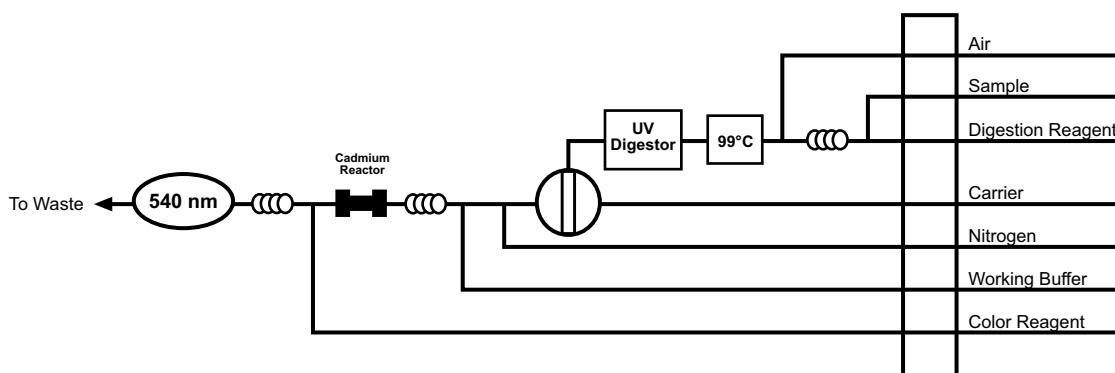 Air
Sample
UV
Digestor
99°C
Digestion Reagent
Cadmium
Reactor
To Waste
540 nm
Carrier
Nitrogen
Working Buffer
Color Reagent